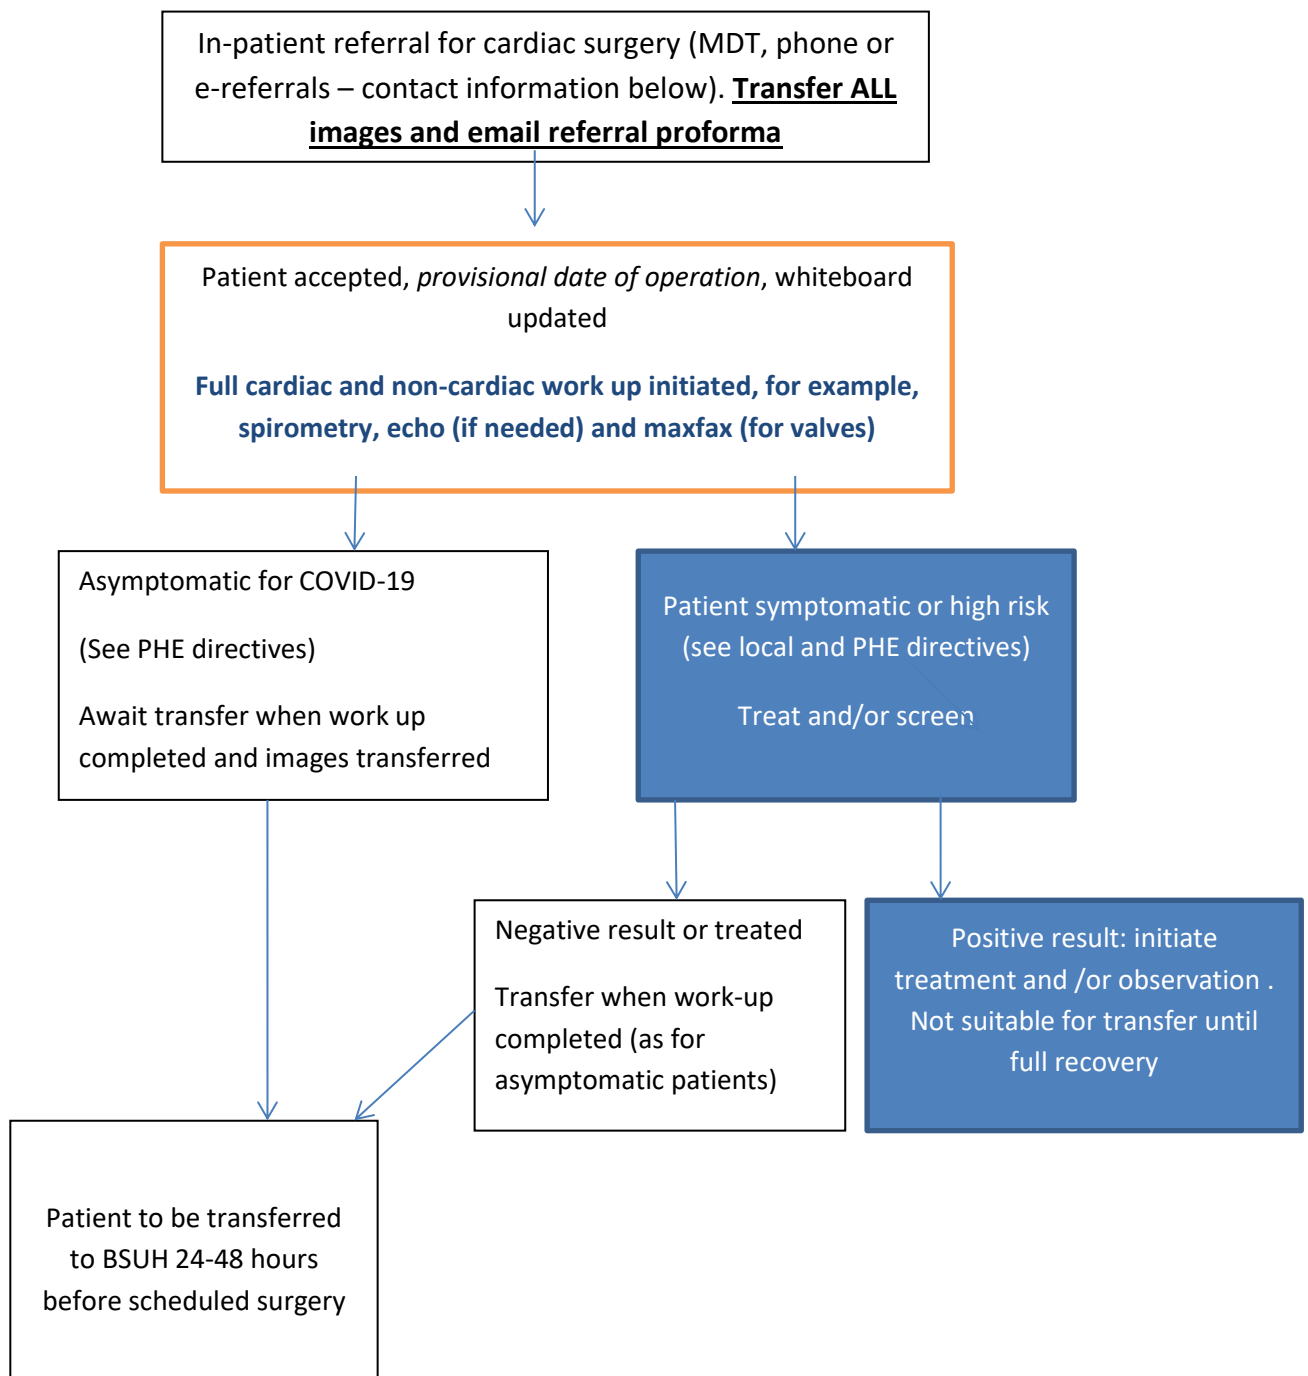 In-patient referral for cardiac surgery (MDT, phone or
e-referrals – contact information below). Transfer ALL
images and email referral proforma
Patient accepted, provisional date of operation, whiteboard
updated
Full cardiac and non-cardiac work up initiated, for example,
spirometry, echo (if needed) and maxfax (for valves)
Asymptomatic for COVID-19
(See PHE directives)
Await transfer when work up
completed and images transferred
Patient symptomatic or high risk
(see local and PHE directives)
Treat and/or screen
Negative result or treated
Transfer when work-up
completed (as for
asymptomatic patients)
Positive result: initiate
treatment and /or observation .
Not suitable for transfer until
full recovery
Patient to be transferred
to BSUH 24-48 hours
before scheduled surgery